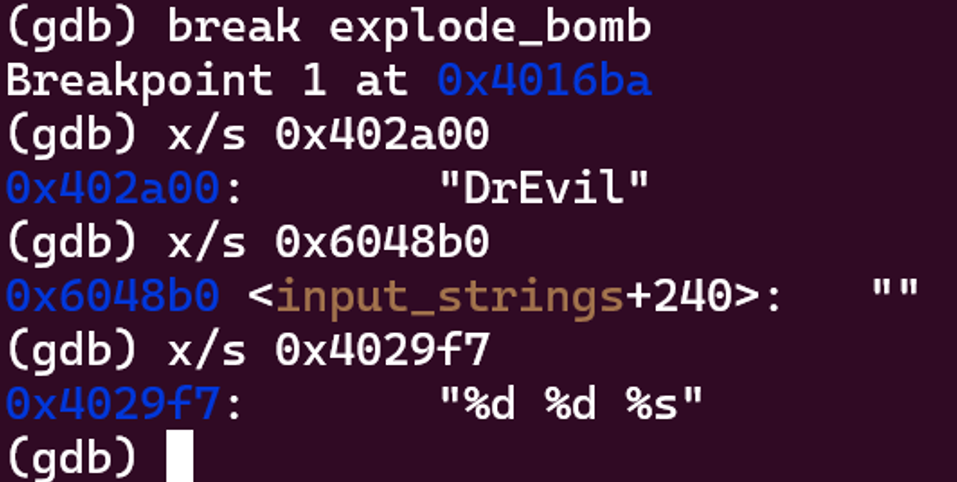 (gdb) break explode_bomb
Breakpoint 1 at 0x4016ba
(gdb) x/s 0x402a00
0x402a00:	"DrEvil"
(gdb) x/s 0x6048b0
0x6048b0 <input_strings+240>:	""
(gdb) x/s 0x4029f7
0x4029f7:	"%d %d %s"
(gdb)